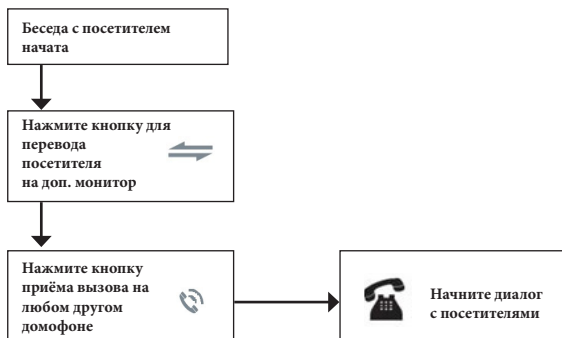 Беседа с посетителем
начата
Нажмите кнопку для
перевода
посетителя
на доп. монитор
Нажмите кнопку
приёма вызова на
любом другом
домофоне
Начните диалог
с посетителями